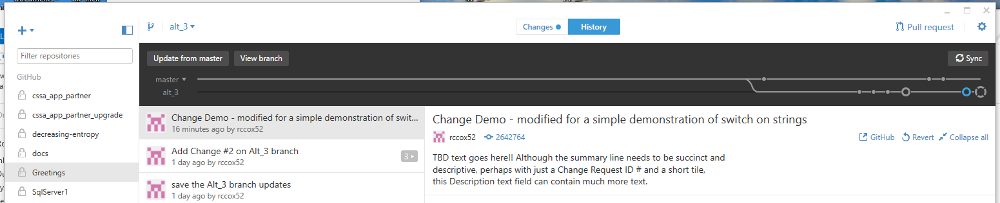 alt_3
Changes
History
Pull request
Filter repositories
GitHub
cssa_app_partner
cssa_app_partner_upgrade
decreasing-entropy
docs
Greetings
SqlServer1
Update from master
View branch
Sync
master
alt_3
Change Demo - modified for a simple demonstration of swit...
16 minutes ago by rccox52
Add Change #2 on Alt_3 branch
1 day ago by rccox52
3
save the Alt_3 branch updates
1 day ago by rccox52
Change Demo - modified for a simple demonstration of switch on strings
rccox52
2642764
GitHub
Revert
Collapse all
TBD text goes here!! Although the summary line needs to be succinct and
descriptive, perhaps with just a Change Request ID # and a short tile,
this Description text field can contain much more text.